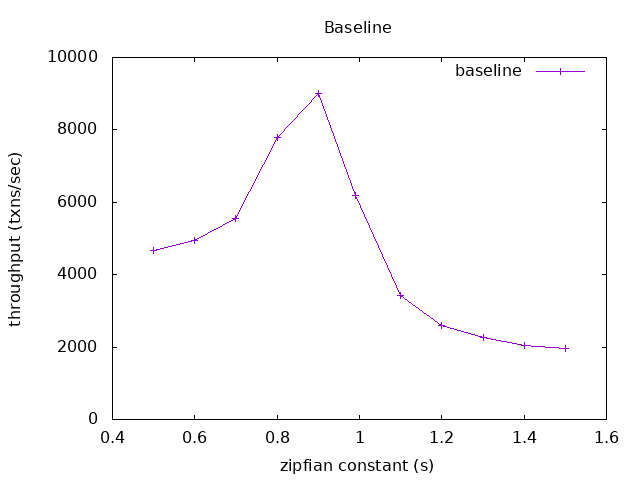 Baseline
baseline
10000
8000
6000
4000
2000
0
throughput (txns/sec)
0.4 0.6 0.8 1 1.2 1.4 1.6
zipfian constant (s)